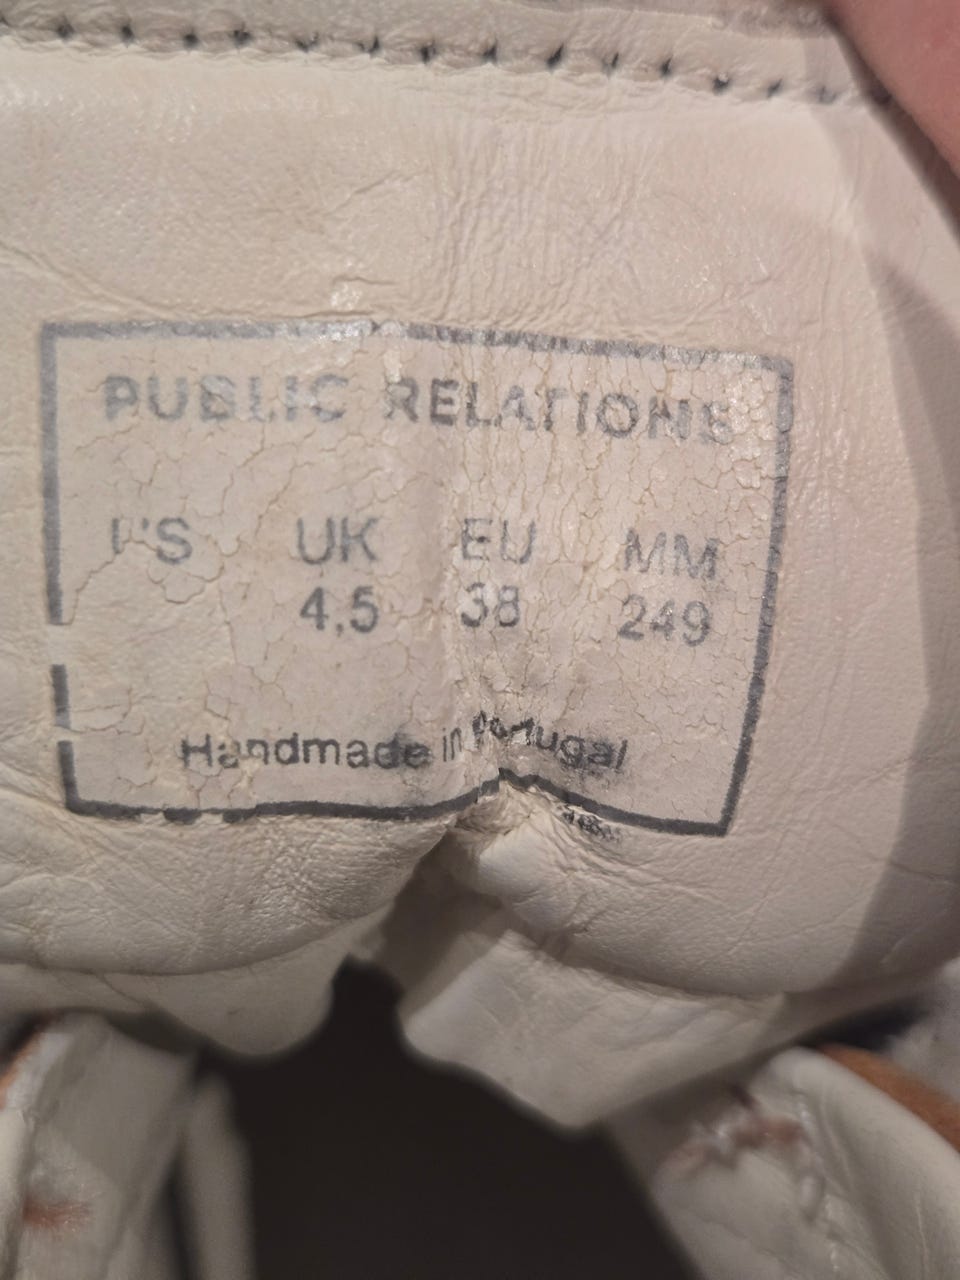 PUBLIC RELATIONS
UK EU MM
4,5 38 249
Handmade in Portugal